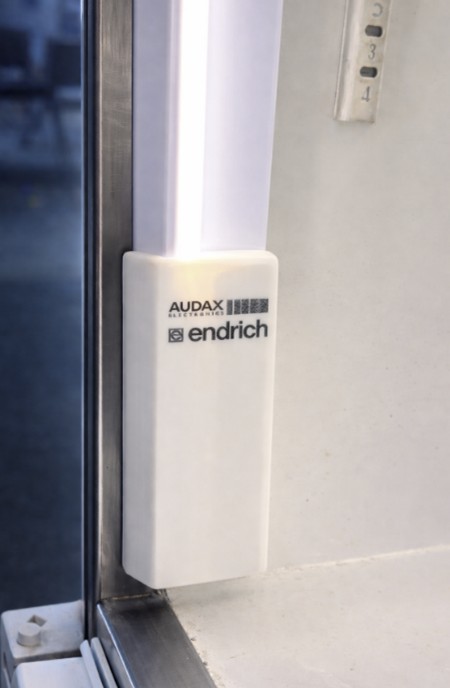 3
4
AUDAX
ELECTRONICS
endrich